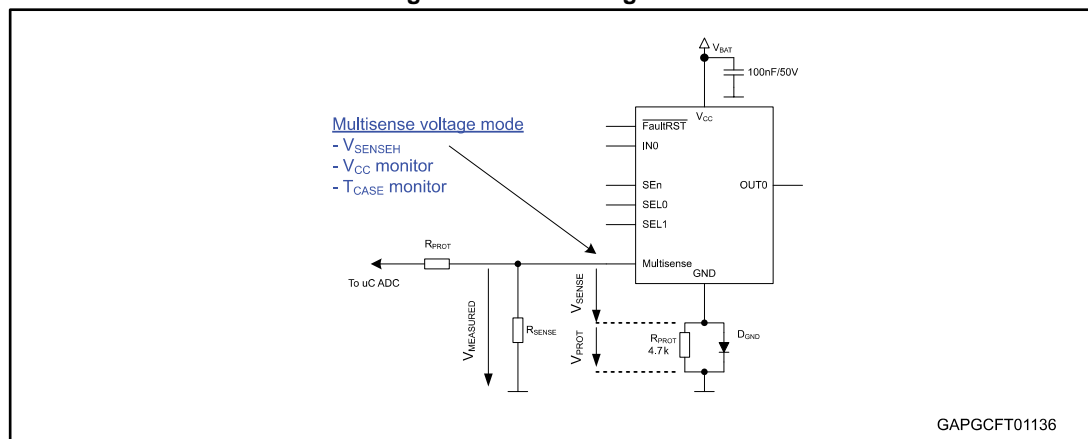 V_BAT
100nF/50V
V_CC
Multisense voltage mode
- V_SENSEH
- V_CC monitor
- T_CASE monitor
FaultRST
IN0
SEn
SEL0
SEL1
OUT0
Multisense
GND
R_PROT
To uC ADC
V_MEASURED
R_SENSE
V_SENSE
V_PROT
R_PROT
4.7k
D_GND
GAPGCFT01136